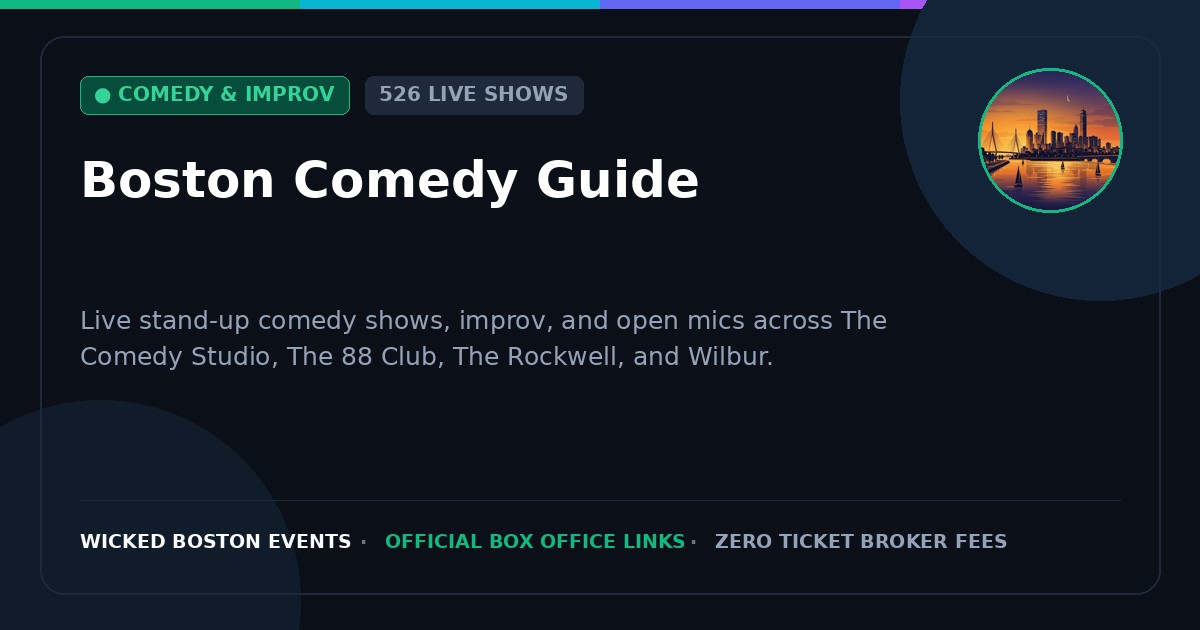 COMEDY & IMPROV
526 LIVE SHOWS
Boston Comedy Guide
Live stand-up comedy shows, improv, and open mics across The
Comedy Studio, The 88 Club, The Rockwell, and Wilbur.
WICKED BOSTON EVENTS · OFFICIAL BOX OFFICE LINKS · ZERO TICKET BROKER FEES